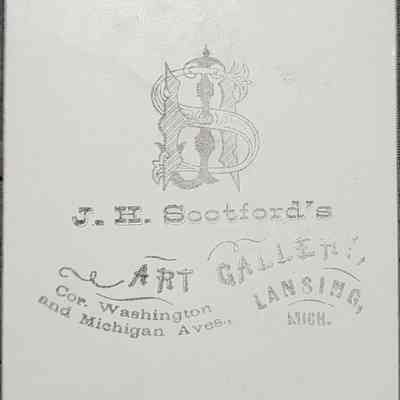 J. H. Scotford's
ART GALLERY,
Cor. Washington
and Michigan Aves.,
LANSING,
MICH.